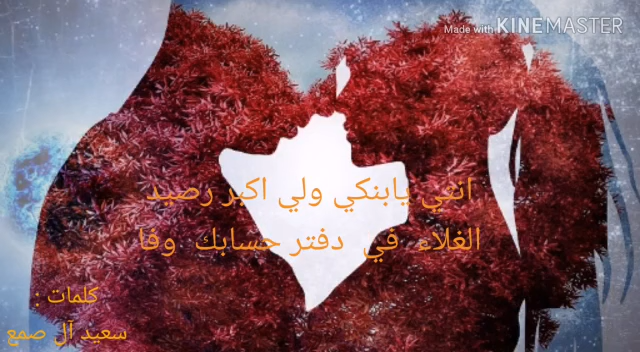 Made with KINEMASTER
انتي يابنكي ولي اكبر رصيد
الغلاء في دفتر حسابك وفا
كلمات :
سعيد آل صمع